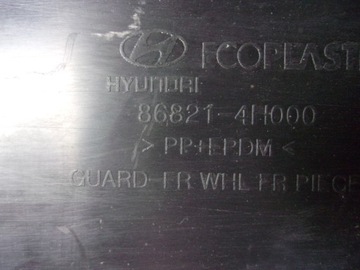 ECOPLAST
HYUNDAI
86821-4H000
> PP+EPDM <
GUARD-FR WHL FR PIECE